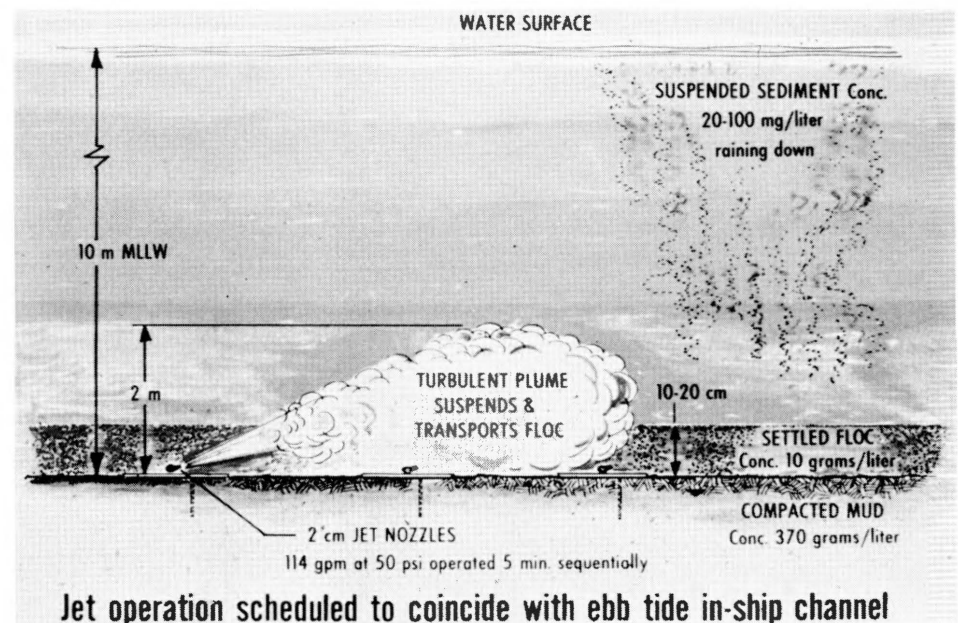 WATER SURFACE
SUSPENDED SEDIMENT Conc.
20-100 mg/liter
raining down
10 m MLLW
2 m
TURBULENT PLUME
SUSPENDS &
TRANSPORTS FLOC
10-20 cm
SETTLED FLOC
Conc. 10 grams/liter
COMPACTED MUD
Conc. 370 grams/liter
2 cm JET NOZZLES
114 gpm at 50 psi operated 5 min. sequentially
Jet operation scheduled to coincide with ebb tide in-ship channel